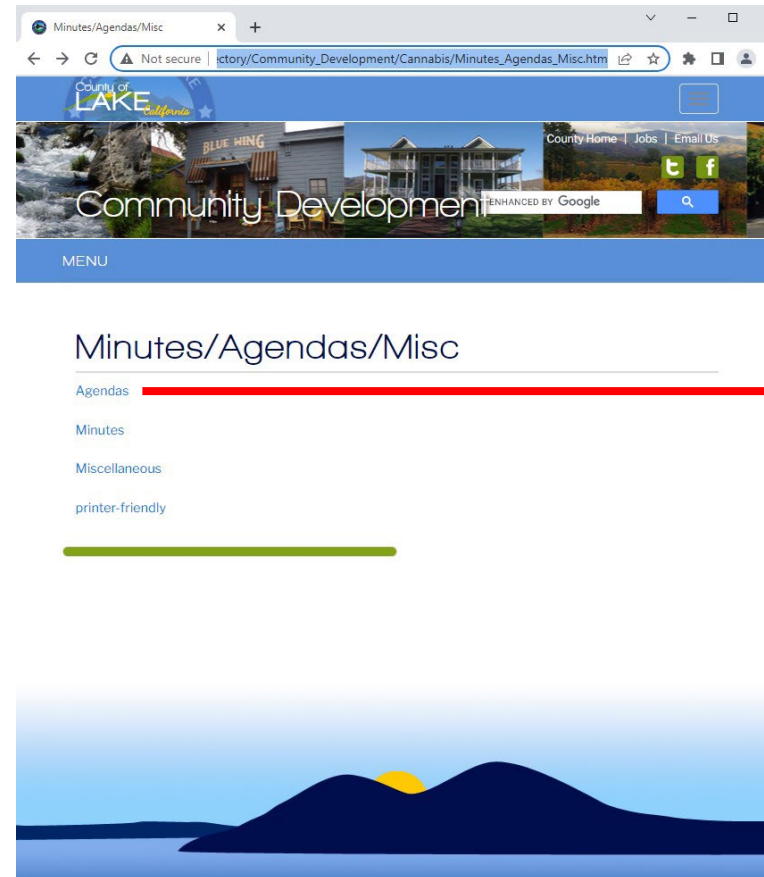 Minutes/Agendas/Misc
Not secure | ectory/Community_Development/Cannabis/Minutes_Agendas_Misc.htm
County of
LAKE
California
BLUE WING
County Home | Jobs | Email Us
Community Development
ENHANCED BY Google
MENU
Minutes/Agendas/Misc
Agendas
Minutes
Miscellaneous
printer-friendly